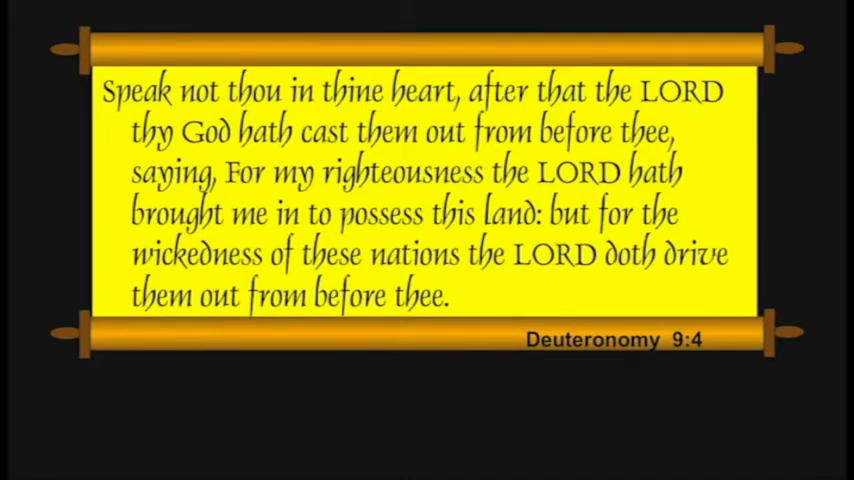 Speak not thou in thine heart, after that the LORD
thy God hath cast them out from before thee,
saying, For my righteousness the LORD hath
brought me in to possess this land: but for the
wickedness of these nations the LORD doth drive
them out from before thee.
Deuteronomy 9:4